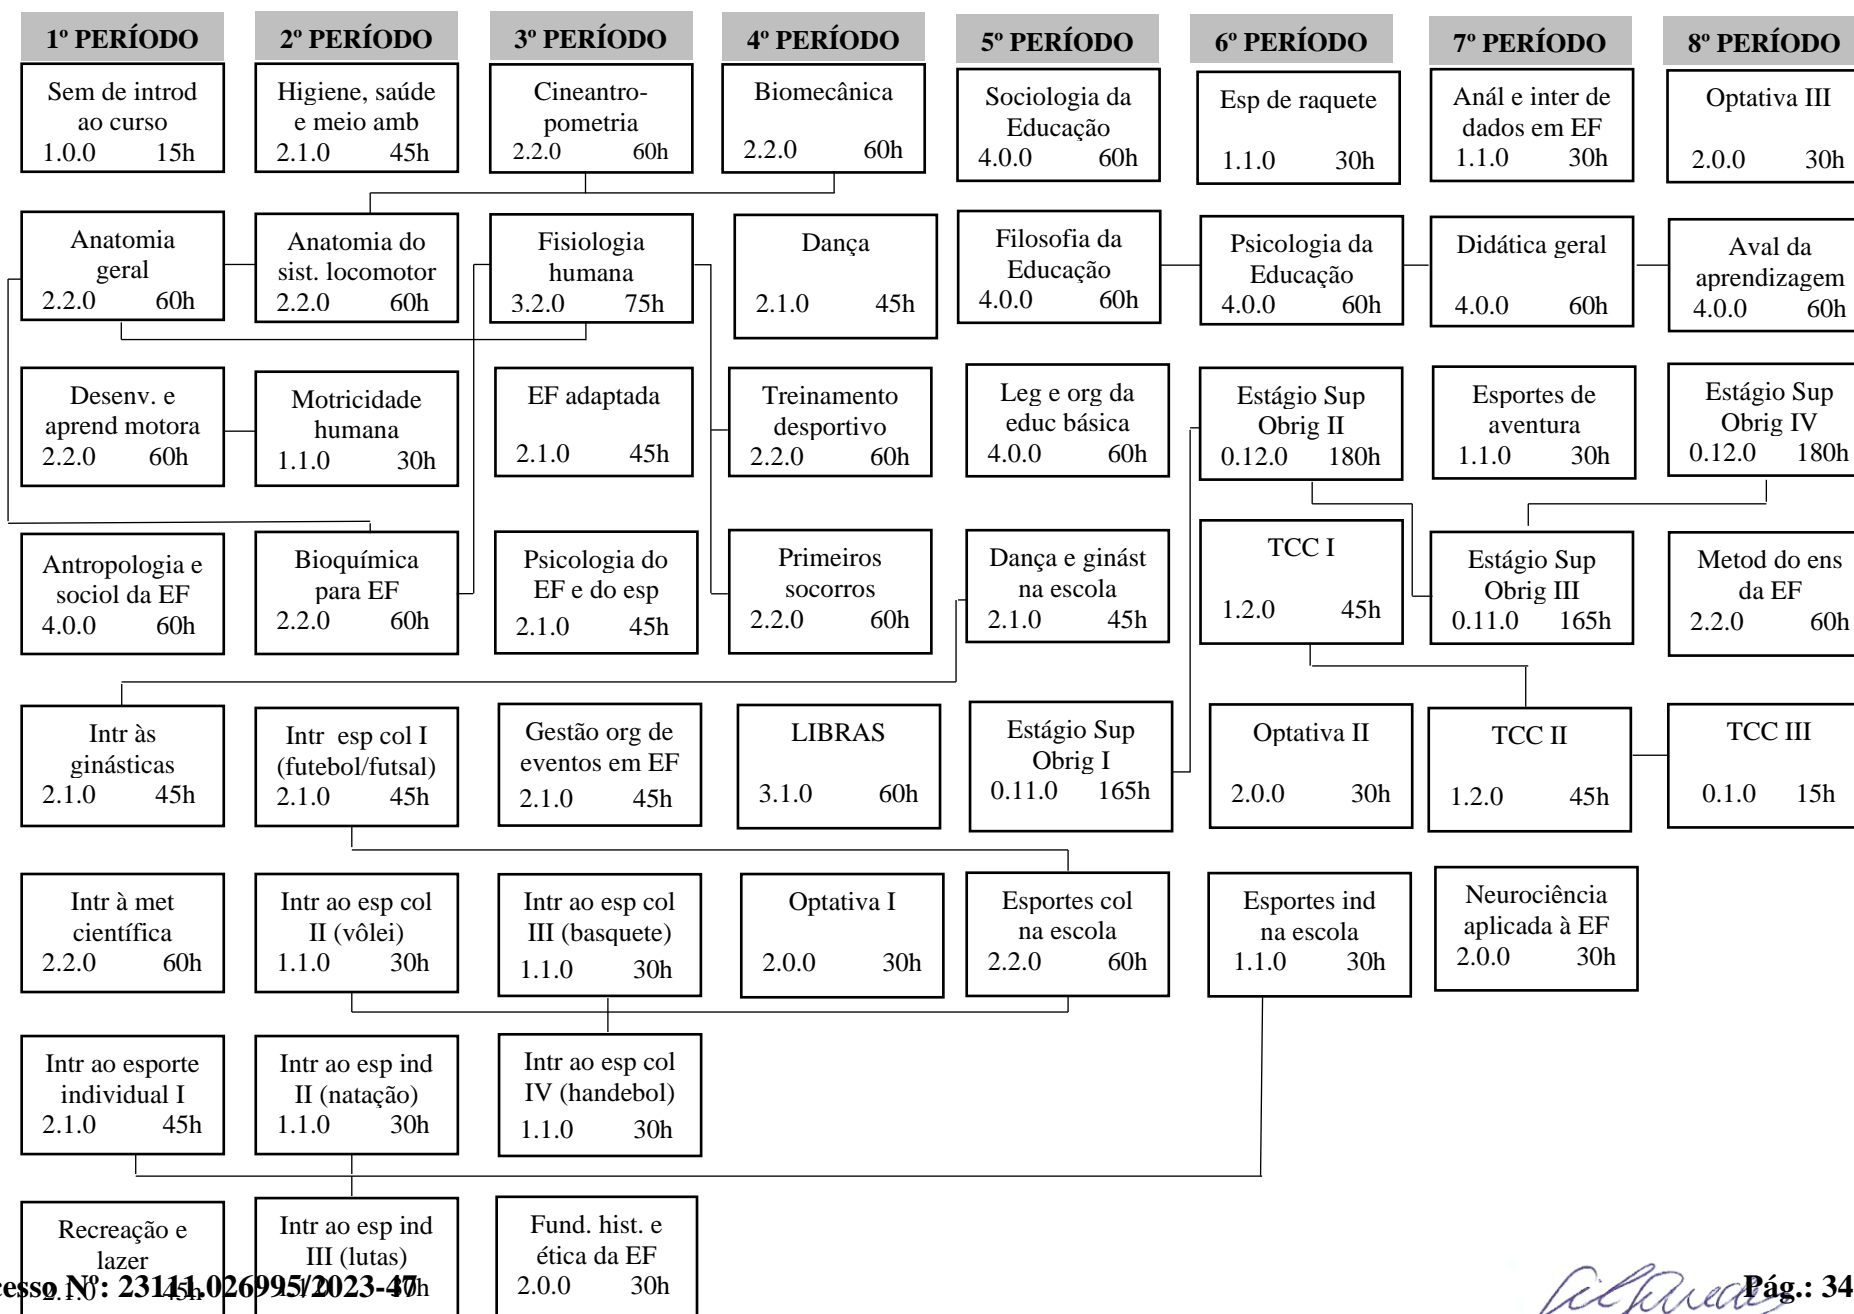 1º PERÍODO
2º PERÍODO
3º PERÍODO
4º PERÍODO
5º PERÍODO
6º PERÍODO
7º PERÍODO
8º PERÍODO
Sem de introd
ao curso
1.0.0 15h
Higiene, saúde
e meio amb
2.1.0 45h
Cineantro-
pometria
2.2.0 60h
Biomecânica
2.2.0 60h
Sociologia da
Educação
4.0.0 60h
Esp de raquete
1.1.0 30h
Anál e inter de
dados em EF
1.1.0 30h
Optativa III
2.0.0 30h
Anatomia
geral
2.2.0 60h
Anatomia do
sist. locomotor
2.2.0 60h
Fisiologia
humana
3.2.0 75h
Dança
2.1.0 45h
Filosofia da
Educação
4.0.0 60h
Psicologia da
Educação
4.0.0 60h
Didática geral
4.0.0 60h
Aval da
aprendizagem
4.0.0 60h
Desenv. e
aprend motora
2.2.0 60h
Motricidade
humana
1.1.0 30h
EF adaptada
2.1.0 45h
Treinamento
desportivo
2.2.0 60h
Leg e org da
educ básica
4.0.0 60h
Estágio Sup
Obrig II
0.12.0 180h
Esportes de
aventura
1.1.0 30h
Estágio Sup
Obrig IV
0.12.0 180h
Antropologia e
sociol da EF
4.0.0 60h
Bioquímica
para EF
2.2.0 60h
Psicologia do
EF e do esp
2.1.0 45h
Primeiros
socorros
2.2.0 60h
Dança e ginást
na escola
2.1.0 45h
TCC I
1.2.0 45h
Estágio Sup
Obrig III
0.11.0 165h
Metod do ens
da EF
2.2.0 60h
Intr às
ginásticas
2.1.0 45h
Intr esp col I
(futebol/futsal)
2.1.0 45h
Gestão org de
eventos em EF
2.1.0 45h
LIBRAS
3.1.0 60h
Estágio Sup
Obrig I
0.11.0 165h
Optativa II
2.0.0 30h
TCC II
1.2.0 45h
TCC III
0.1.0 15h
Intr à met
científica
2.2.0 60h
Intr ao esp col
II (vôlei)
1.1.0 30h
Intr ao esp col
III (basquete)
1.1.0 30h
Optativa I
2.0.0 30h
Esportes col
na escola
2.2.0 60h
Esportes ind
na escola
1.1.0 30h
Neurociência
aplicada à EF
2.0.0 30h
Intr ao esporte
individual I
2.1.0 45h
Intr ao esp ind
II (natação)
1.1.0 30h
Intr ao esp col
IV (handebol)
1.1.0 30h
Recreação e
lazer
2.1.0 45h
Intr ao esp ind
III (lutas)
1.1.0 30h
Fund. hist. e
ética da EF
2.0.0 30h
cesso Nº: 23111.026995/2023-47
Pág.: 34